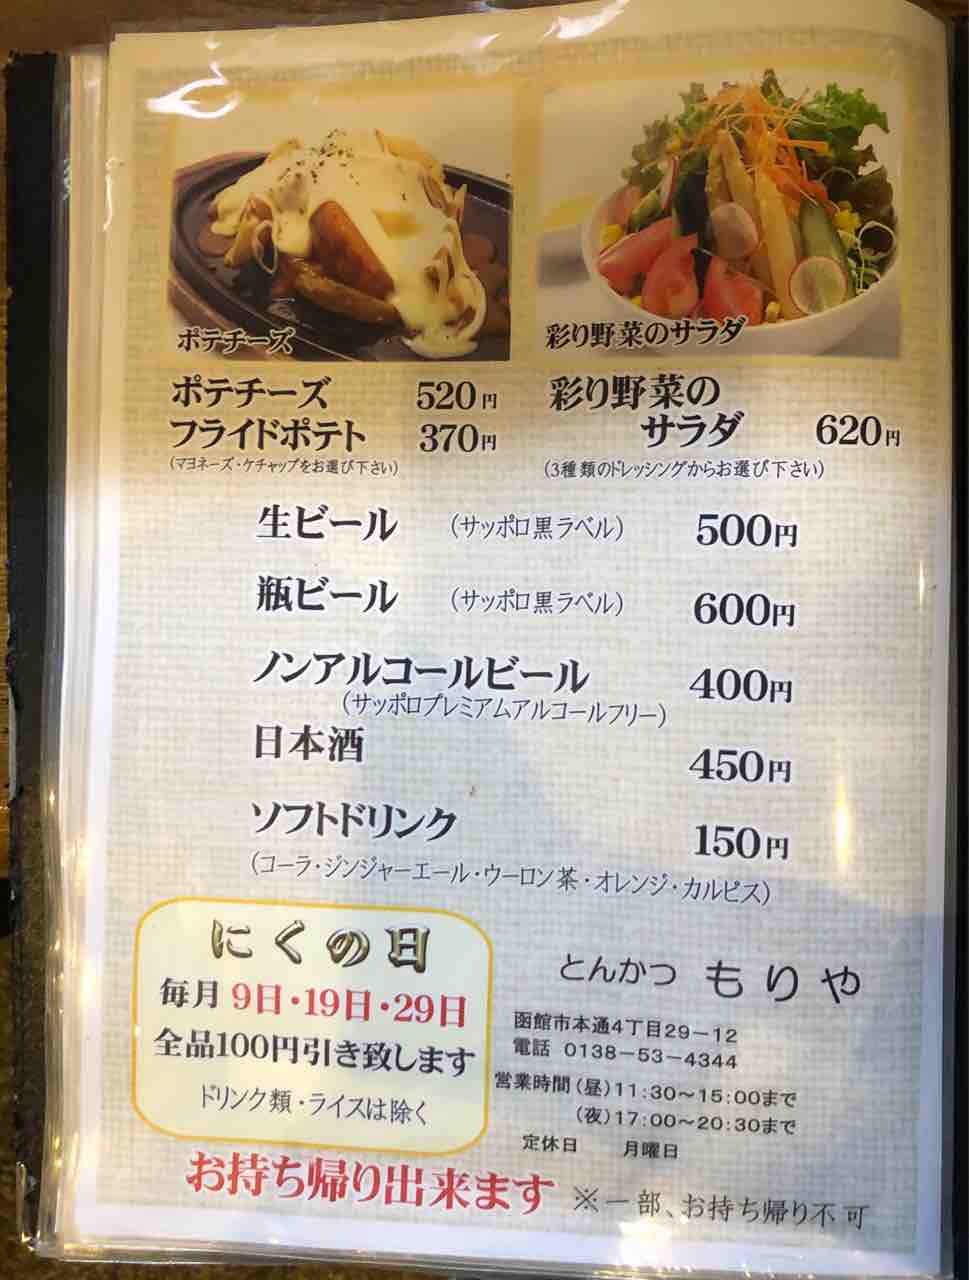 ポテチーズ
彩り野菜のサラダ
ポテチーズ 520円
フライドポテト 370円
(マヨネーズ・ケチャップをお選び下さい)
彩り野菜の
サラダ 620円
(3種類のドレッシングからお選び下さい)
生ビール (サッポロ黒ラベル) 500円
瓶ビール (サッポロ黒ラベル) 600円
ノンアルコールビール 400円
(サッポロプレミアムアルコールフリー)
日本酒 450円
ソフトドリンク 150円
(コーラ・ジンジャーエール・ウーロン茶・オレンジ・カルピス)
にくの日
毎月 9日・19日・29日
全品100円引き致します
ドリンク類・ライスは除く
とんかつ もりや
函館市本通4丁目29-12
電話 0138-53-4344
営業時間(昼)11:30~15:00まで
(夜)17:00~20:30まで
定休日 月曜日
お持ち帰り出来ます ※一部、お持ち帰り不可